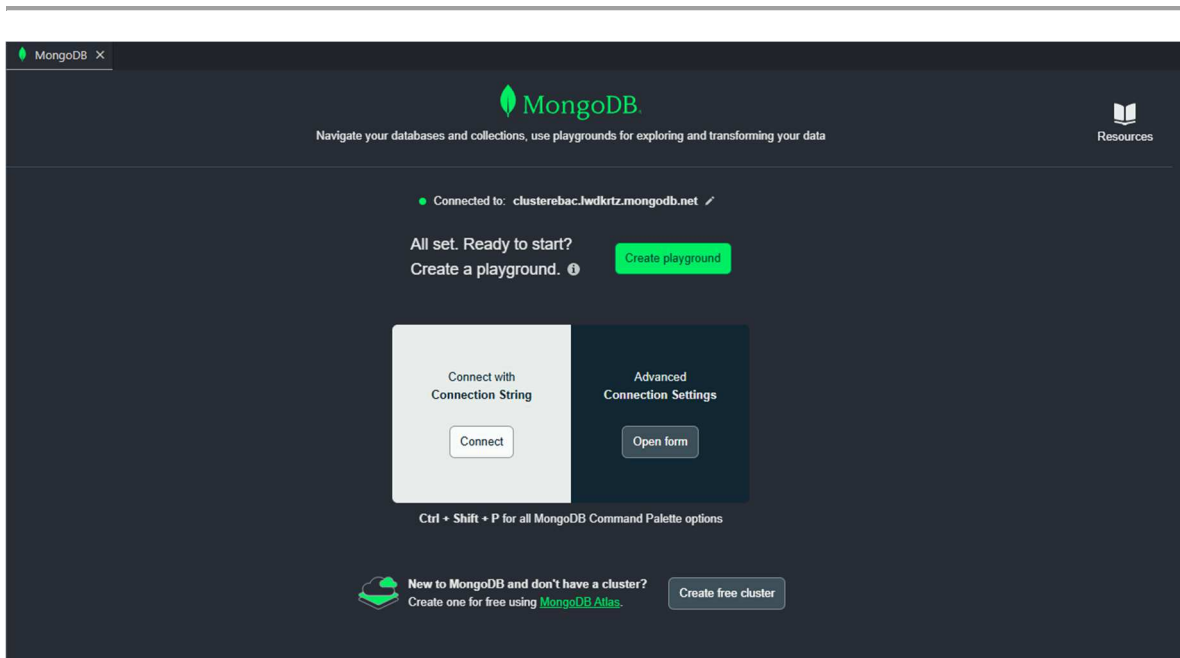 MongoDB
MongoDB.
Navigate your databases and collections, use playgrounds for exploring and transforming your data
Resources
Connected to: clusterebac.lwdkrtz.mongodb.net
All set. Ready to start?
Create a playground.
Create playground
Connect with
Connection String
Connect
Advanced
Connection Settings
Open form
Ctrl + Shift + P for all MongoDB Command Palette options
New to MongoDB and don't have a cluster?
Create one for free using MongoDB Atlas.
Create free cluster